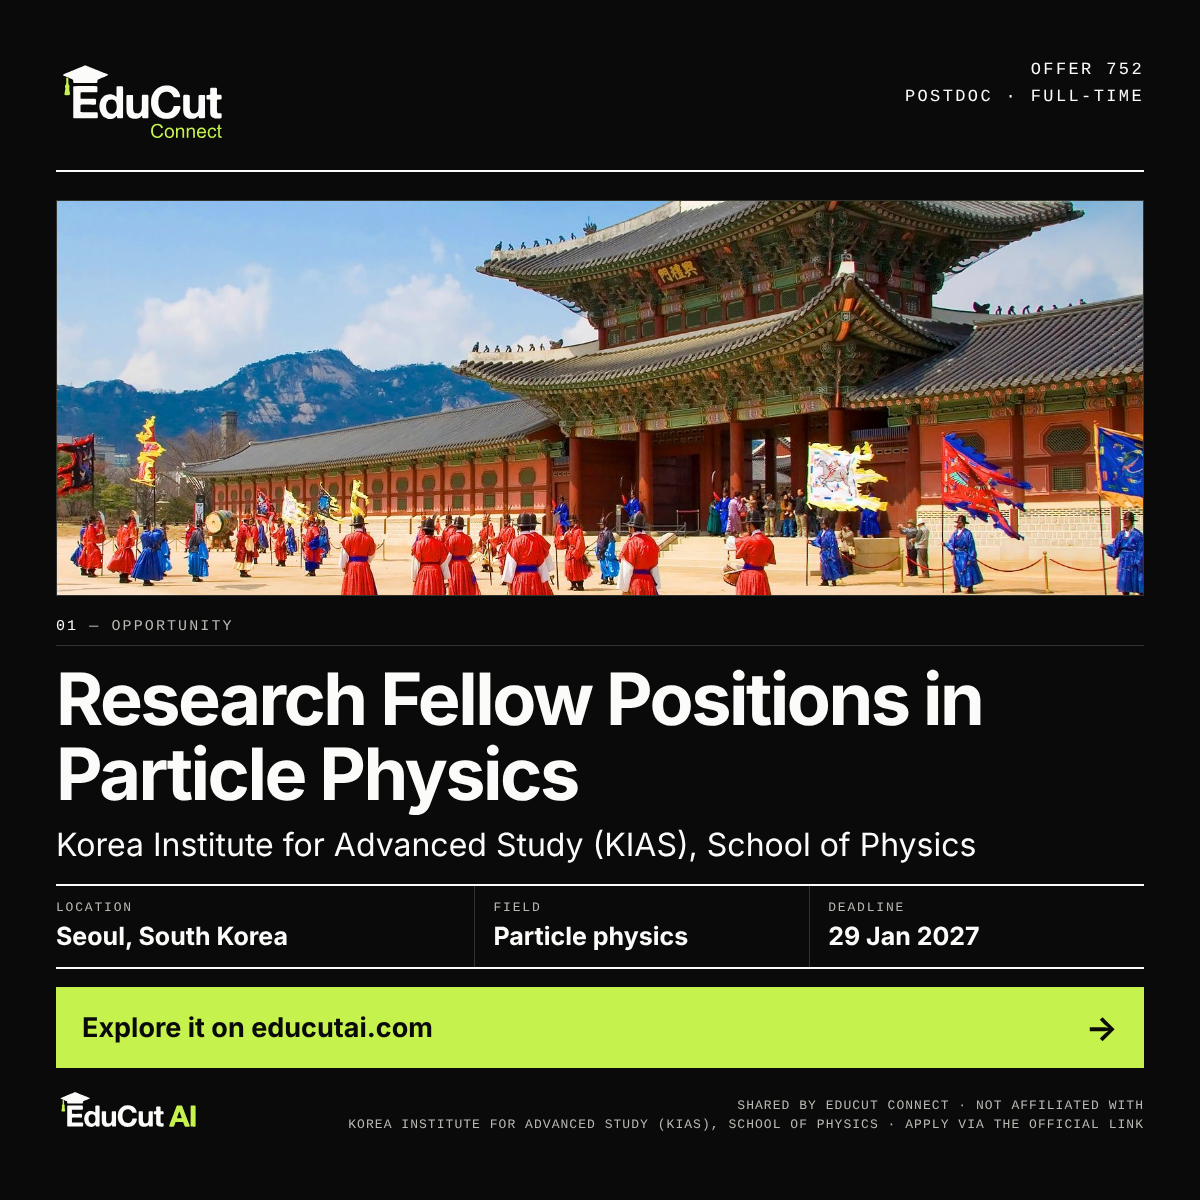 EduCut
Connect
OFFER 752
POSTDOC · FULL-TIME
門禮興
01 — OPPORTUNITY
Research Fellow Positions in
Particle Physics
Korea Institute for Advanced Study (KIAS), School of Physics
LOCATION
Seoul, South Korea
FIELD
Particle physics
DEADLINE
29 Jan 2027
Explore it on educutai.com →
EduCut AI
SHARED BY EDUCUT CONNECT · NOT AFFILIATED WITH
KOREA INSTITUTE FOR ADVANCED STUDY (KIAS), SCHOOL OF PHYSICS · APPLY VIA THE OFFICIAL LINK